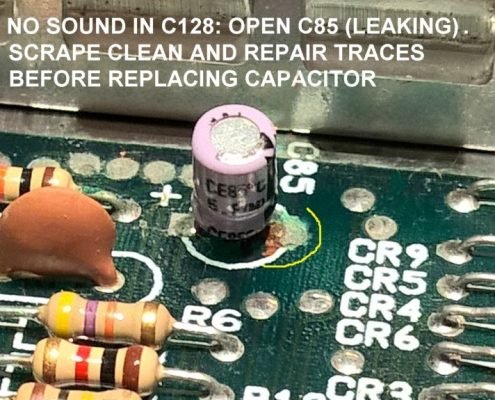 NO SOUND IN C128: OPEN C85 (LEAKING).
SCRAPE CLEAN AND REPAIR TRACES
BEFORE REPLACING CAPACITOR
C85
+
CE85°C
CR9
CR5
CR4
CR6
R6
CR3